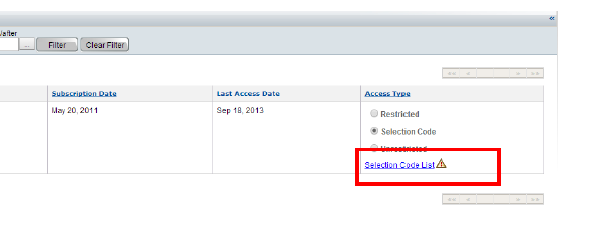 «
/after
... Filter Clear Filter
Subscription Date Last Access Date Access Type
May 20, 2011 Sep 18, 2013 Restricted
Selection Code
Unrestricted
Selection Code List